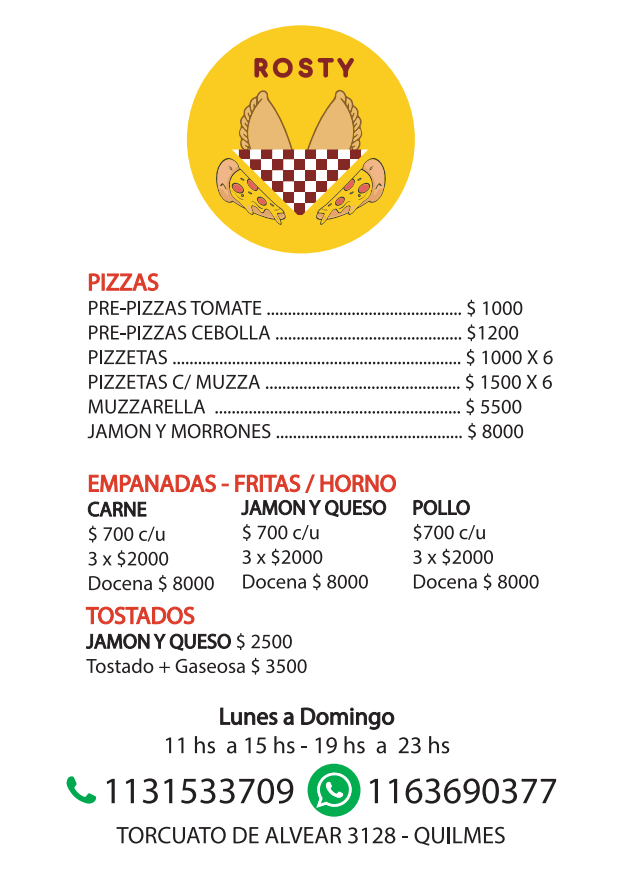 ROSTY
PIZZAS
PRE-PIZZAS TOMATE ............................................... $ 1000
PRE-PIZZAS CEBOLLA ............................................. $1200
PIZZETAS ..................................................................... $ 1000 X 6
PIZZETAS C/ MUZZA ............................................... $ 1500 X 6
MUZZARELLA ........................................................... $ 5500
JAMON Y MORRONES ............................................. $ 8000
EMPANADAS - FRITAS / HORNO
CARNE
$ 700 c/u
3 x $2000
Docena $ 8000
JAMON Y QUESO
$ 700 c/u
3 x $2000
Docena $ 8000
POLLO
$700 c/u
3 x $2000
Docena $ 8000
TOSTADOS
JAMON Y QUESO $ 2500
Tostado + Gaseosa $ 3500
Lunes a Domingo
11 hs a 15 hs - 19 hs a 23 hs
1131533709 1163690377
TORCUATO DE ALVEAR 3128 - QUILMES